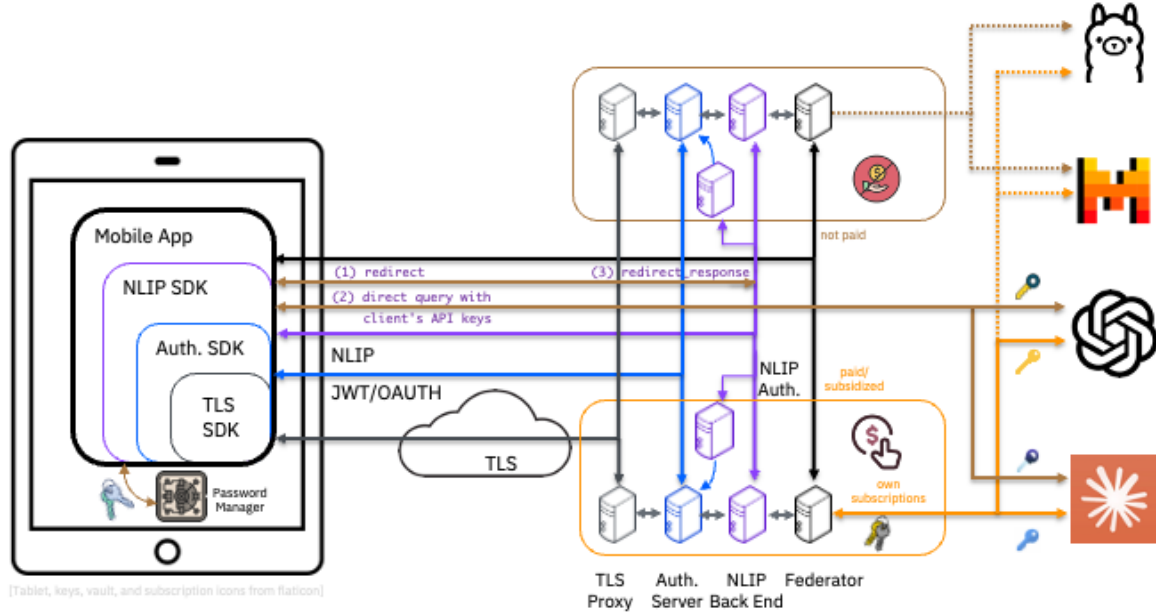 Mobile App
NLIP SDK
Auth. SDK
TLS
SDK
Password
Manager
(1) redirect
(3) redirect response
(2) direct query with
client's API keys
NLIP
JWT/OAUTH
TLS
not paid
NLIP
Auth.
paid/
subsidized
own
subscriptions
TLS
Proxy
Auth.
Server
NLIP
Back End
Federator
[Tablet, keys, vault, and subscription icons from flaticon]